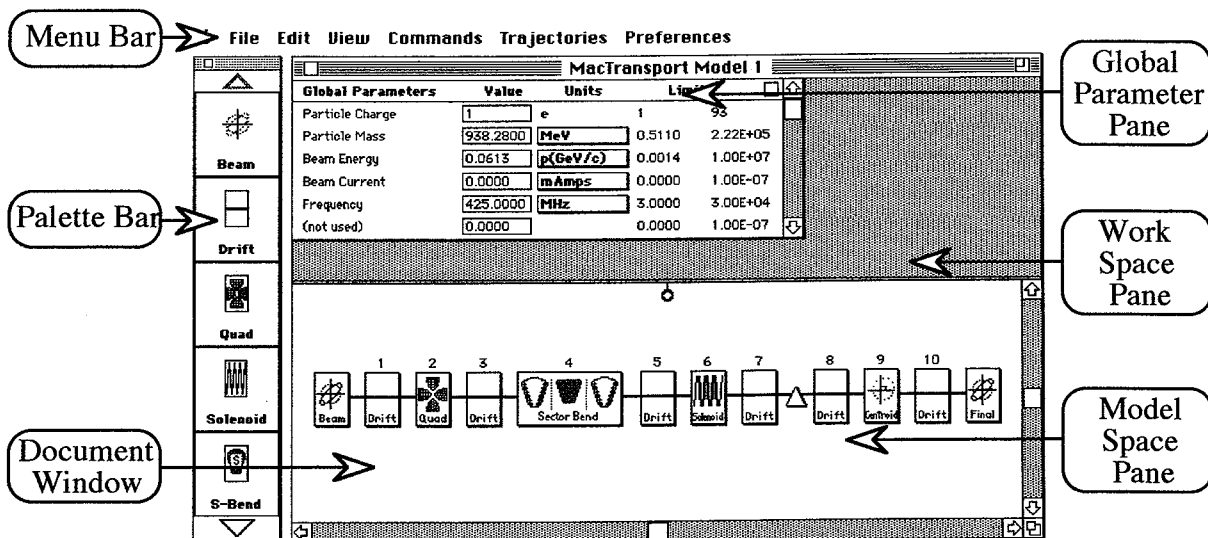 Menu Bar
File Edit View Commands Trajectories Preferences
MacTransport Model 1
Global Parameters Value Units
Particle Charge 1 e 1 93
Particle Mass 938.2800 MeV 0.5110 2.22E+05
Beam Energy 0.0613 p(GeV/c) 0.0014 1.00E+07
Beam Current 0.0000 mAmps 0.0000 1.00E-07
Frequency 425.0000 MHz 3.0000 3.00E+04
(not used) 0.0000 0.0000 1.00E-07
Global
Parameter
Pane
Palette Bar
Beam
Drift
Quad
Solenoid
S
S-Bend
Work
Space
Pane
1 2 3 4 5 6 7 8 9 10
Beam Drift Quad Drift Sector Bend Drift Solenoid Drift Drift Centroid Drift Final
Document
Window
Model
Space
Pane